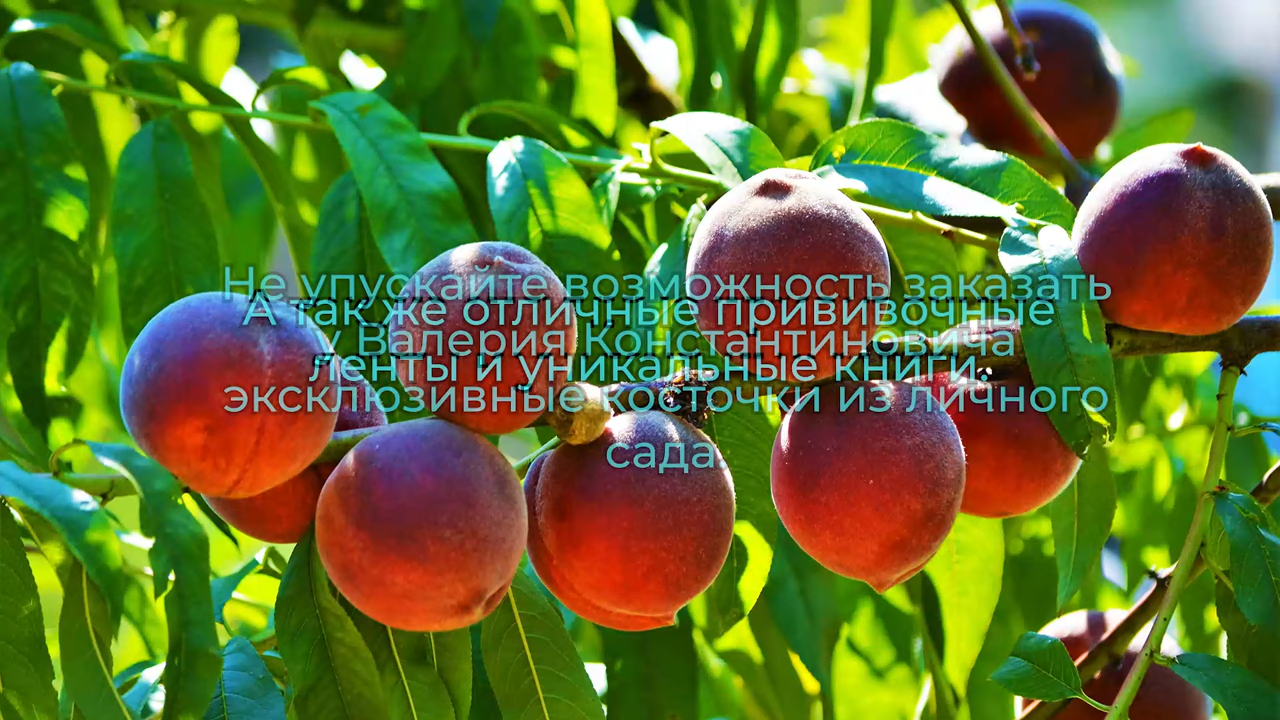 Не упускайте возможность заказать
А так же отличные прививочные
у Валерия Константиновича
ленты и уникальные книги.
эксклюзивные косточки из личного
сада.